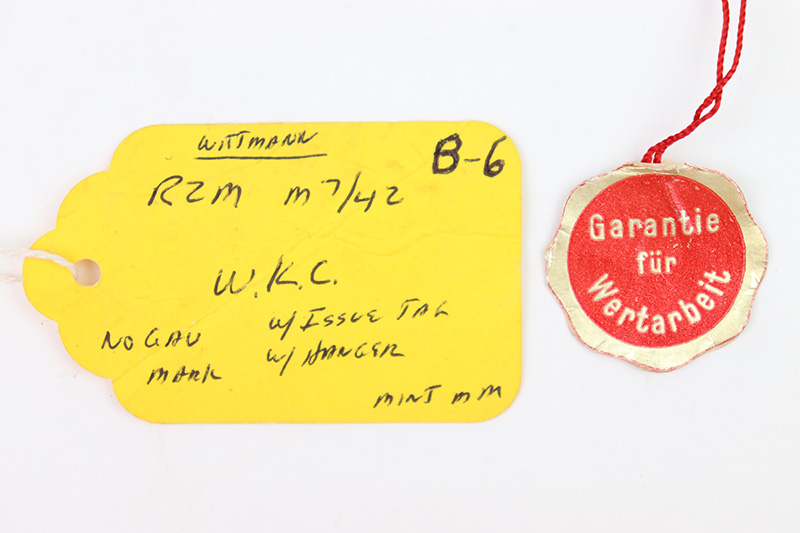 WITTMANN
B-6
RZM M7/42
W.K.C.
NO GAU
MARK
W/ ISSUE TAG
W/ HANGER
MINT MM
Garantie
für
Wertarbeit